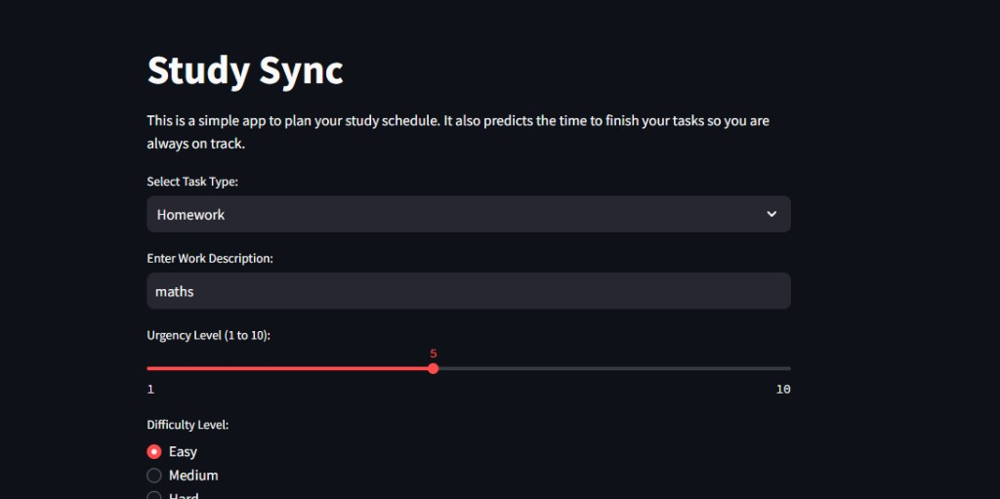 Study Sync
This is a simple app to plan your study schedule. It also predicts the time to finish your tasks so you are
always on track.
Select Task Type:
Homework
Enter Work Description:
maths
Urgency Level (1 to 10):
5
1 10
Difficulty Level:
Easy
Medium
Hard